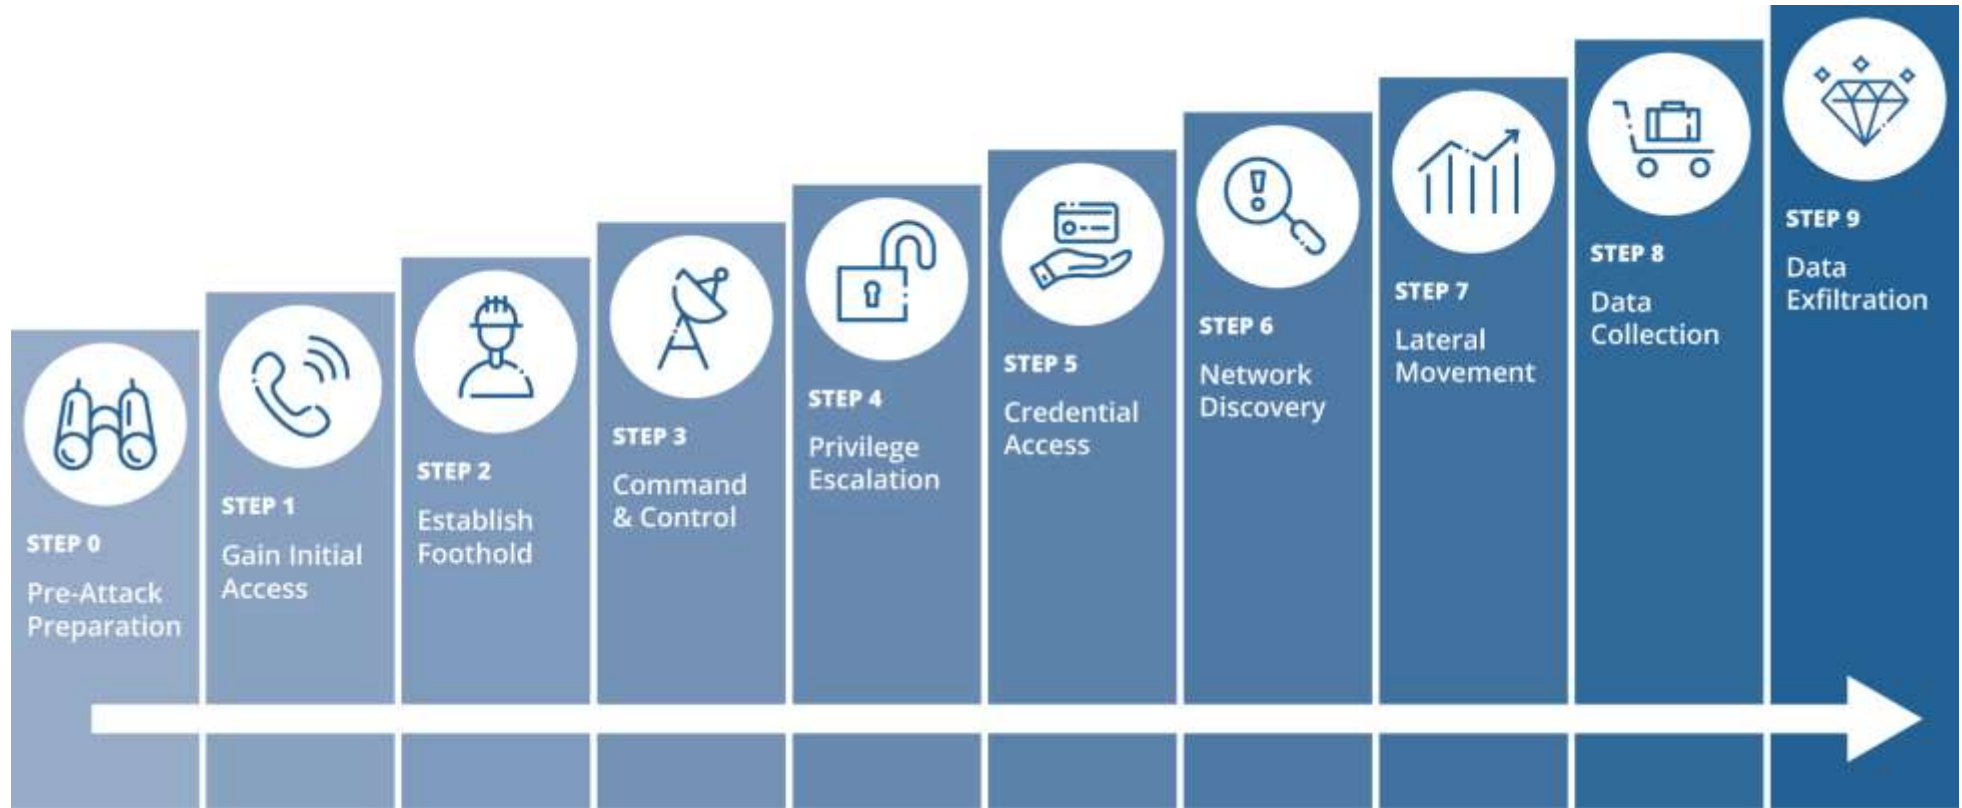 STEP 0
Pre-Attack
Preparation
STEP 1
Gain Initial
Access
STEP 2
Establish
Foothold
STEP 3
Command
& Control
STEP 4
Privilege
Escalation
STEP 5
Credential
Access
STEP 6
Network
Discovery
STEP 7
Lateral
Movement
STEP 8
Data
Collection
STEP 9
Data
Exfiltration